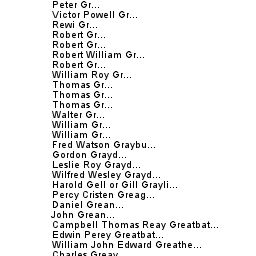 Peter Gr...
Victor Powell Gr...
Rewi Gr...
Robert Gr...
Robert Gr...
Robert William Gr...
Robert Gr...
William Roy Gr...
Thomas Gr...
Thomas Gr...
Thomas Gr...
Walter Gr...
William Gr...
William Gr...
Fred Watson Graybu...
Gordon Grayd...
Leslie Roy Grayd...
Wilfred Wesley Grayd...
Harold Gell or Gill Grayli...
Percy Cristen Greag...
Daniel Grean...
John Grean...
Campbell Thomas Reay Greatbat...
Edwin Perey Greatbat...
William John Edward Greathe...
Charles Greay...